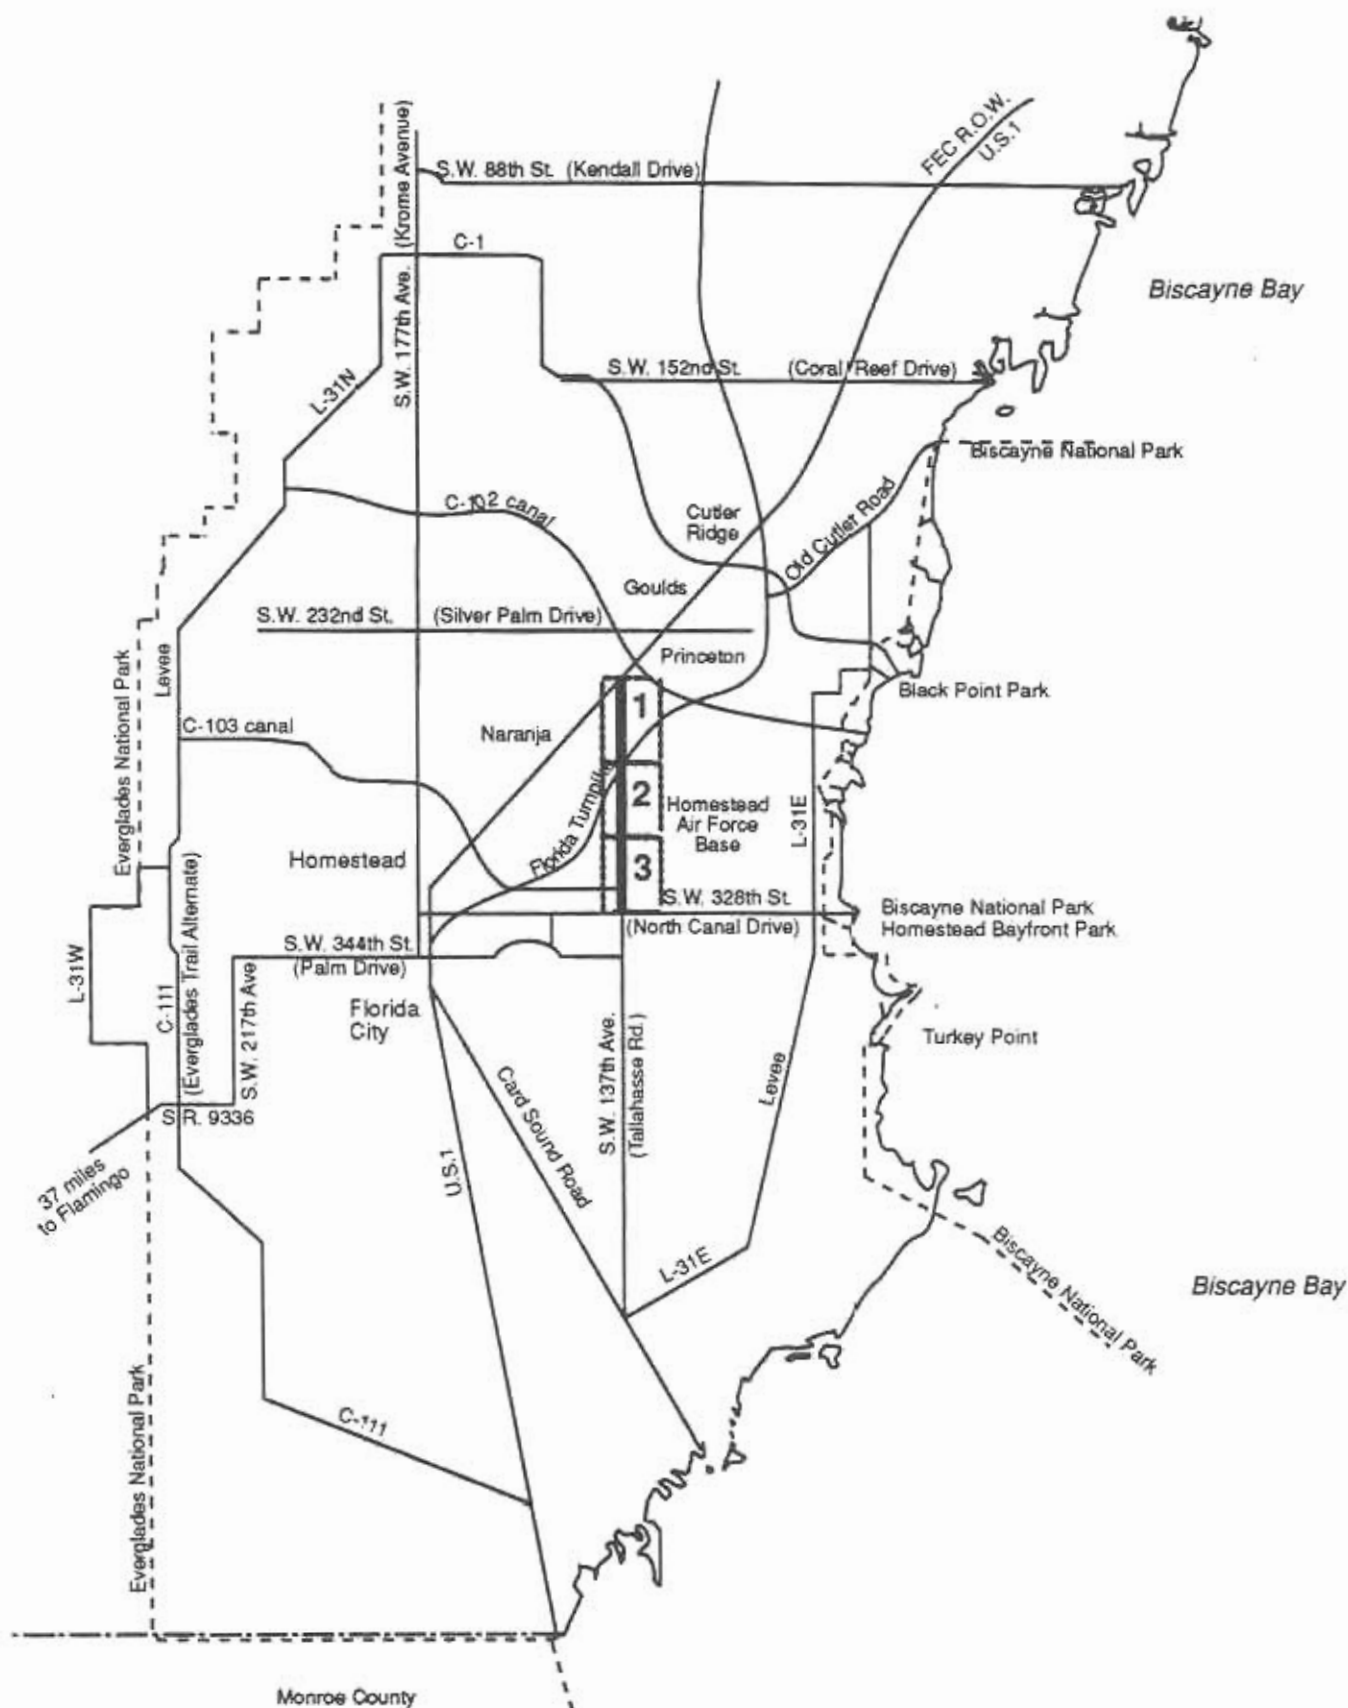 FEC R.O.W.
U.S.1
(Krome Avenue)
S.W. 177th Ave.
S.W. 88th St. (Kendall Drive)
C-1
Biscayne Bay
L-31N
S.W. 152nd St. (Coral Reef Drive)
Biscayne National Park
C-102 canal
Cutler
Ridge
Old Cutler Road
Goulds
S.W. 232nd St. (Silver Palm Drive)
Princeton
Everglades National Park
Levee
Black Point Park
C-103 canal
Naranja
1
2
3
Florida Turnpike
Homestead
Air Force
Base
L-31E
Homestead
S.W. 328th St.
(North Canal Drive)
Biscayne National Park
Homestead Bayfront Park
S.W. 344th St.
(Palm Drive)
L-31W
C-111
(Everglades Trail Alternate)
S.W. 217th Ave
Florida
City
Turkey Point
S.W. 137th Ave.
(Tallahasse Rd.)
Levee
Card Sound Road
S.R. 9336
U.S.1
37 miles
to Flamingo
L-31E
Biscayne National Park
Biscayne Bay
C-111
Everglades National Park
Monroe County